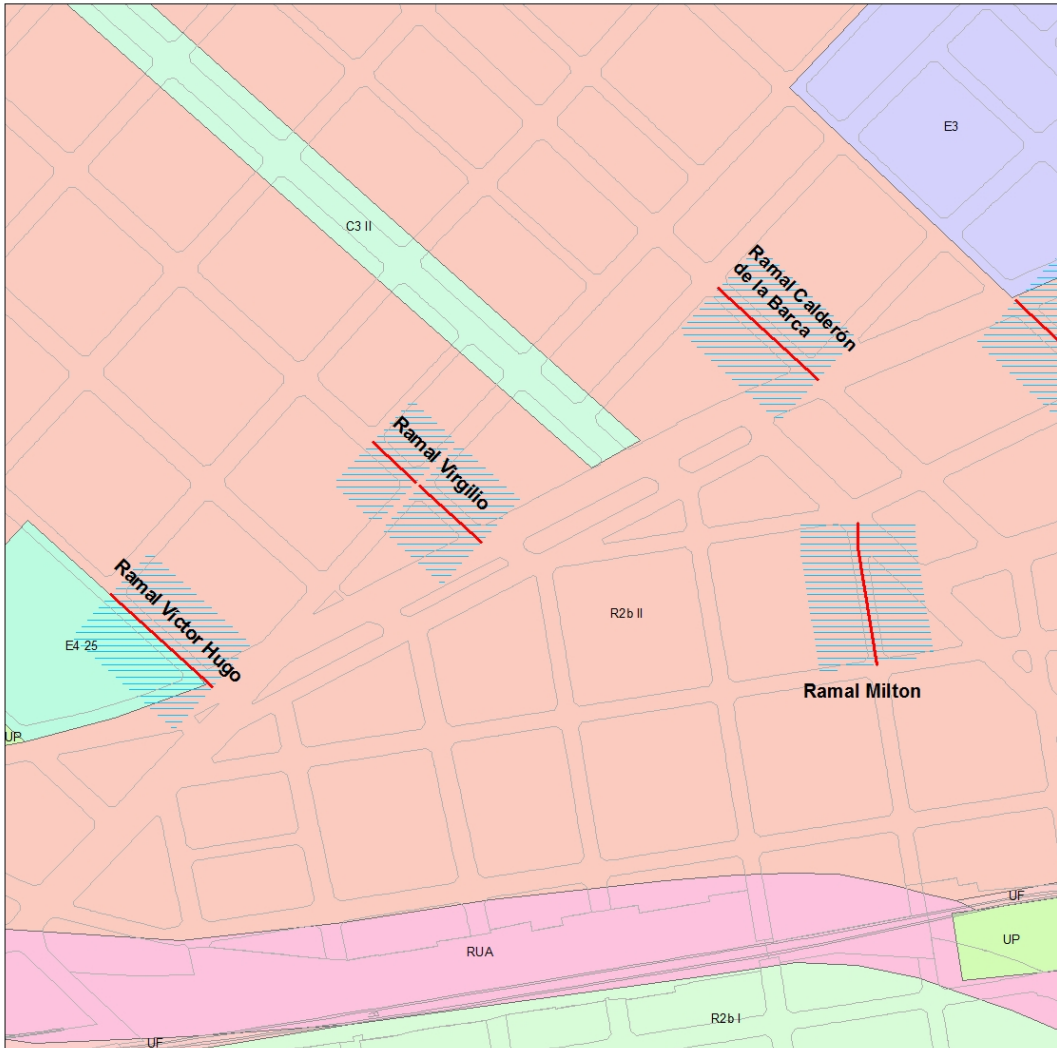 E3
C3 II
Ramal Calderón
de la Barca
Ramal Virgilio
Ramal Víctor Hugo
R2b II
E4 25
Ramal Milton
UP
UF
UP
RUA
R2b I
UF